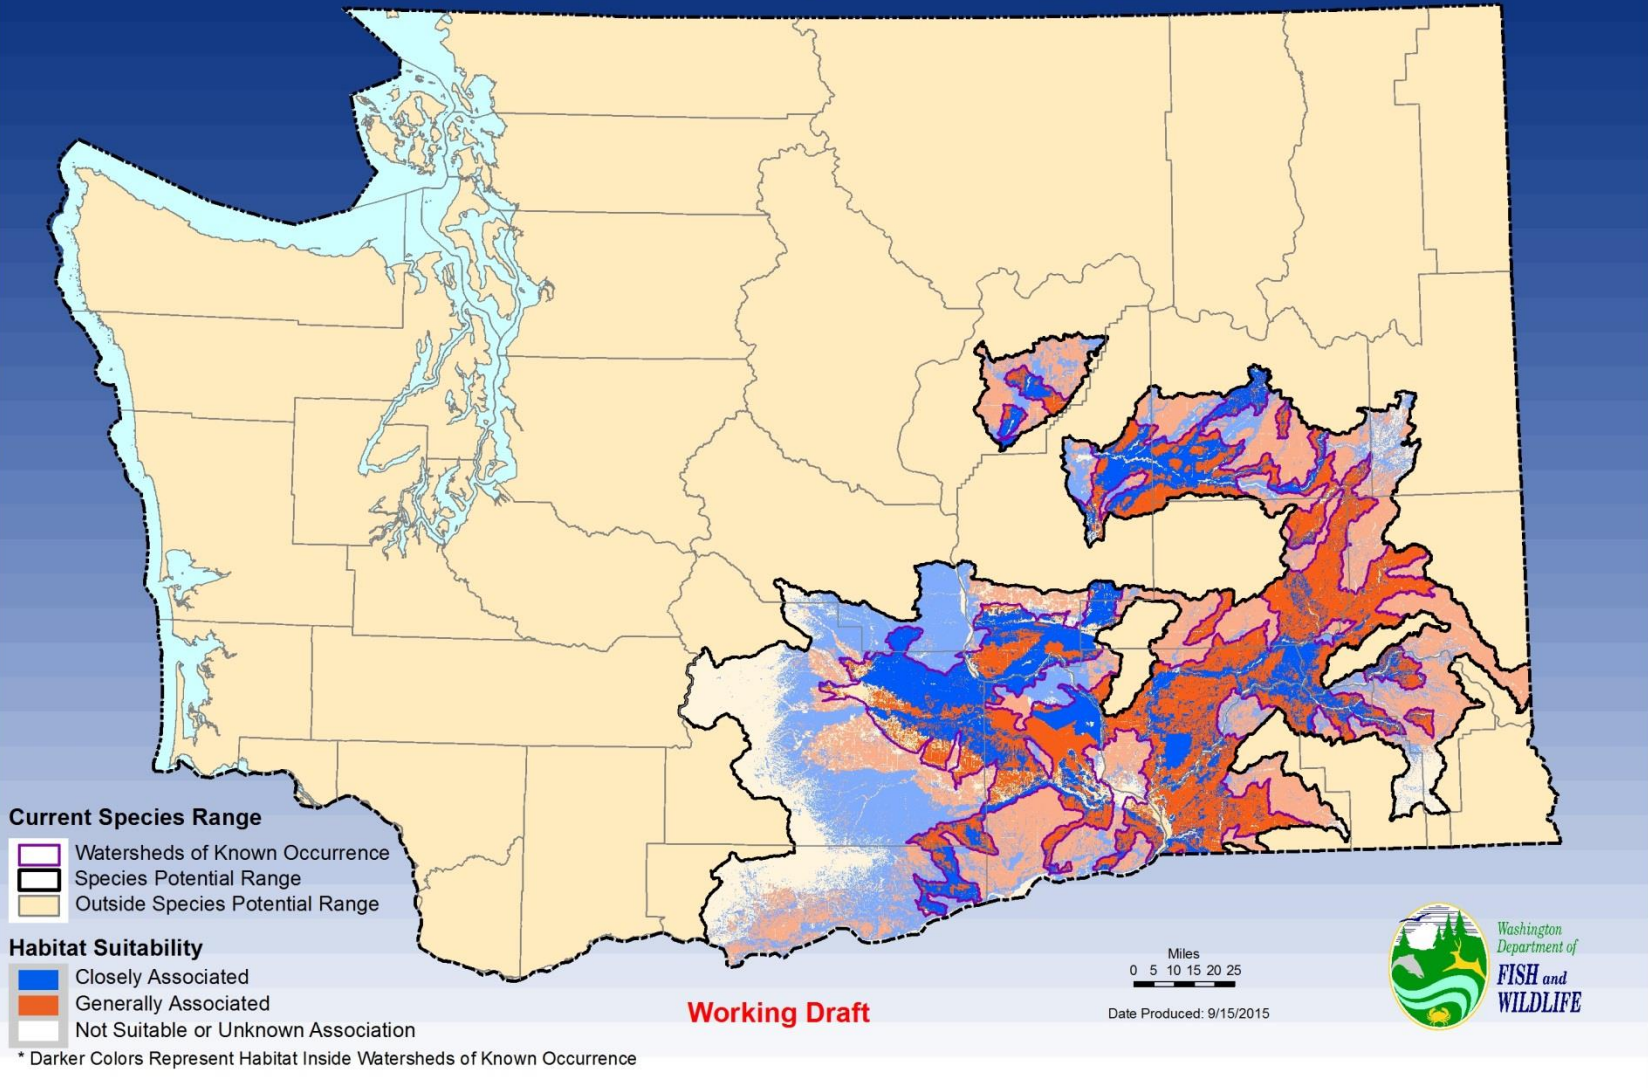 Current Species Range
Watersheds of Known Occurrence
Species Potential Range
Outside Species Potential Range
Habitat Suitability
Closely Associated
Generally Associated
Not Suitable or Unknown Association
* Darker Colors Represent Habitat Inside Watersheds of Known Occurrence
Working Draft
Miles
0 5 10 15 20 25
Date Produced: 9/15/2015
Washington
Department of
FISH and
WILDLIFE